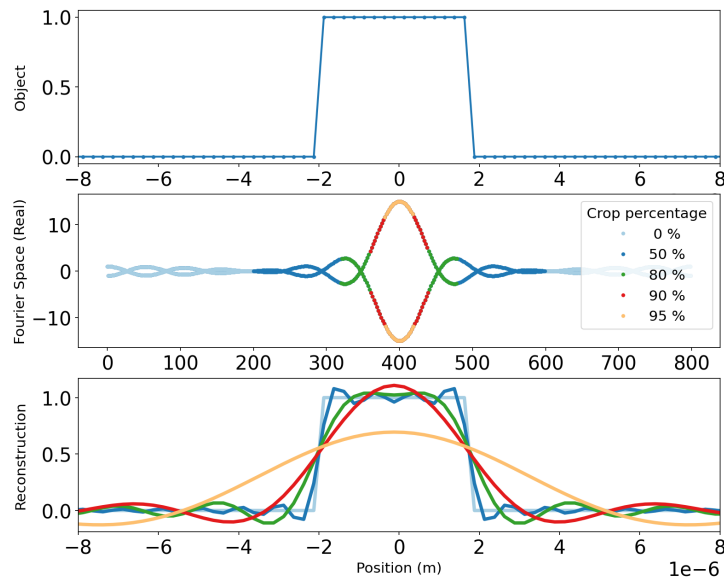 1.0
0.5
0.0
Object
−8 −6 −4 −2 0 2 4 6 8
10
0
−10
Fourier Space (Real)
Crop percentage
0 %
50 %
80 %
90 %
95 %
0 100 200 300 400 500 600 700 800
1.0
0.5
0.0
Reconstruction
−8 −6 −4 −2 0 2 4 6 8
Position (m)
1e−6